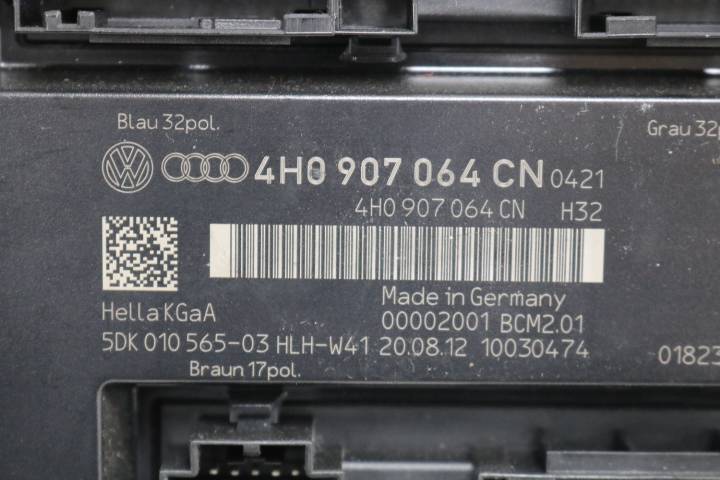 Blau 32pol.
Grau 32p
4H0 907 064 CN 0421
4H0 907 064 CN H32
Hella KGaA
Made in Germany
00002001 BCM2.01
5DK 010 565-03 HLH-W41 20.08.12 10030474
01823
Braun 17pol.